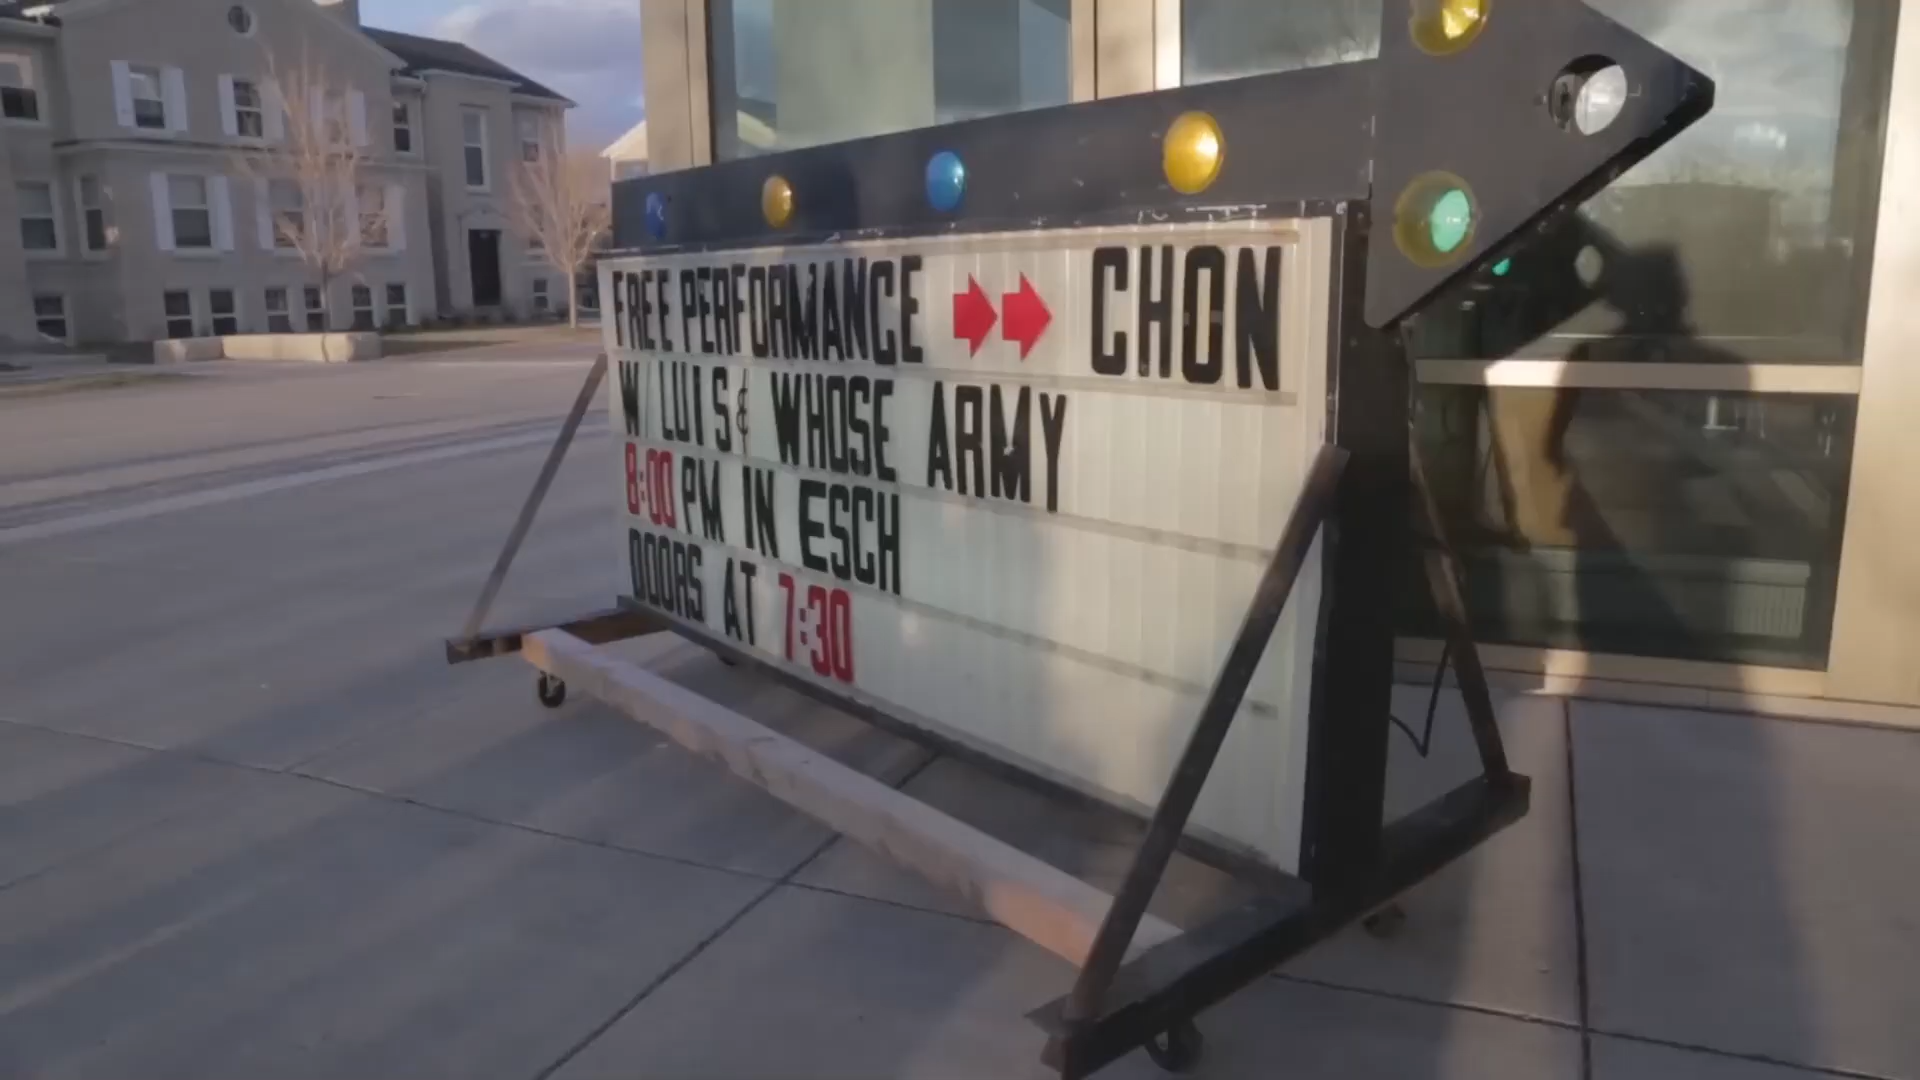 FREE PERFORMANCE CHON
W/ LUIS & WHOSE ARMY
8:00 PM IN ESCH
DOORS AT 7:30